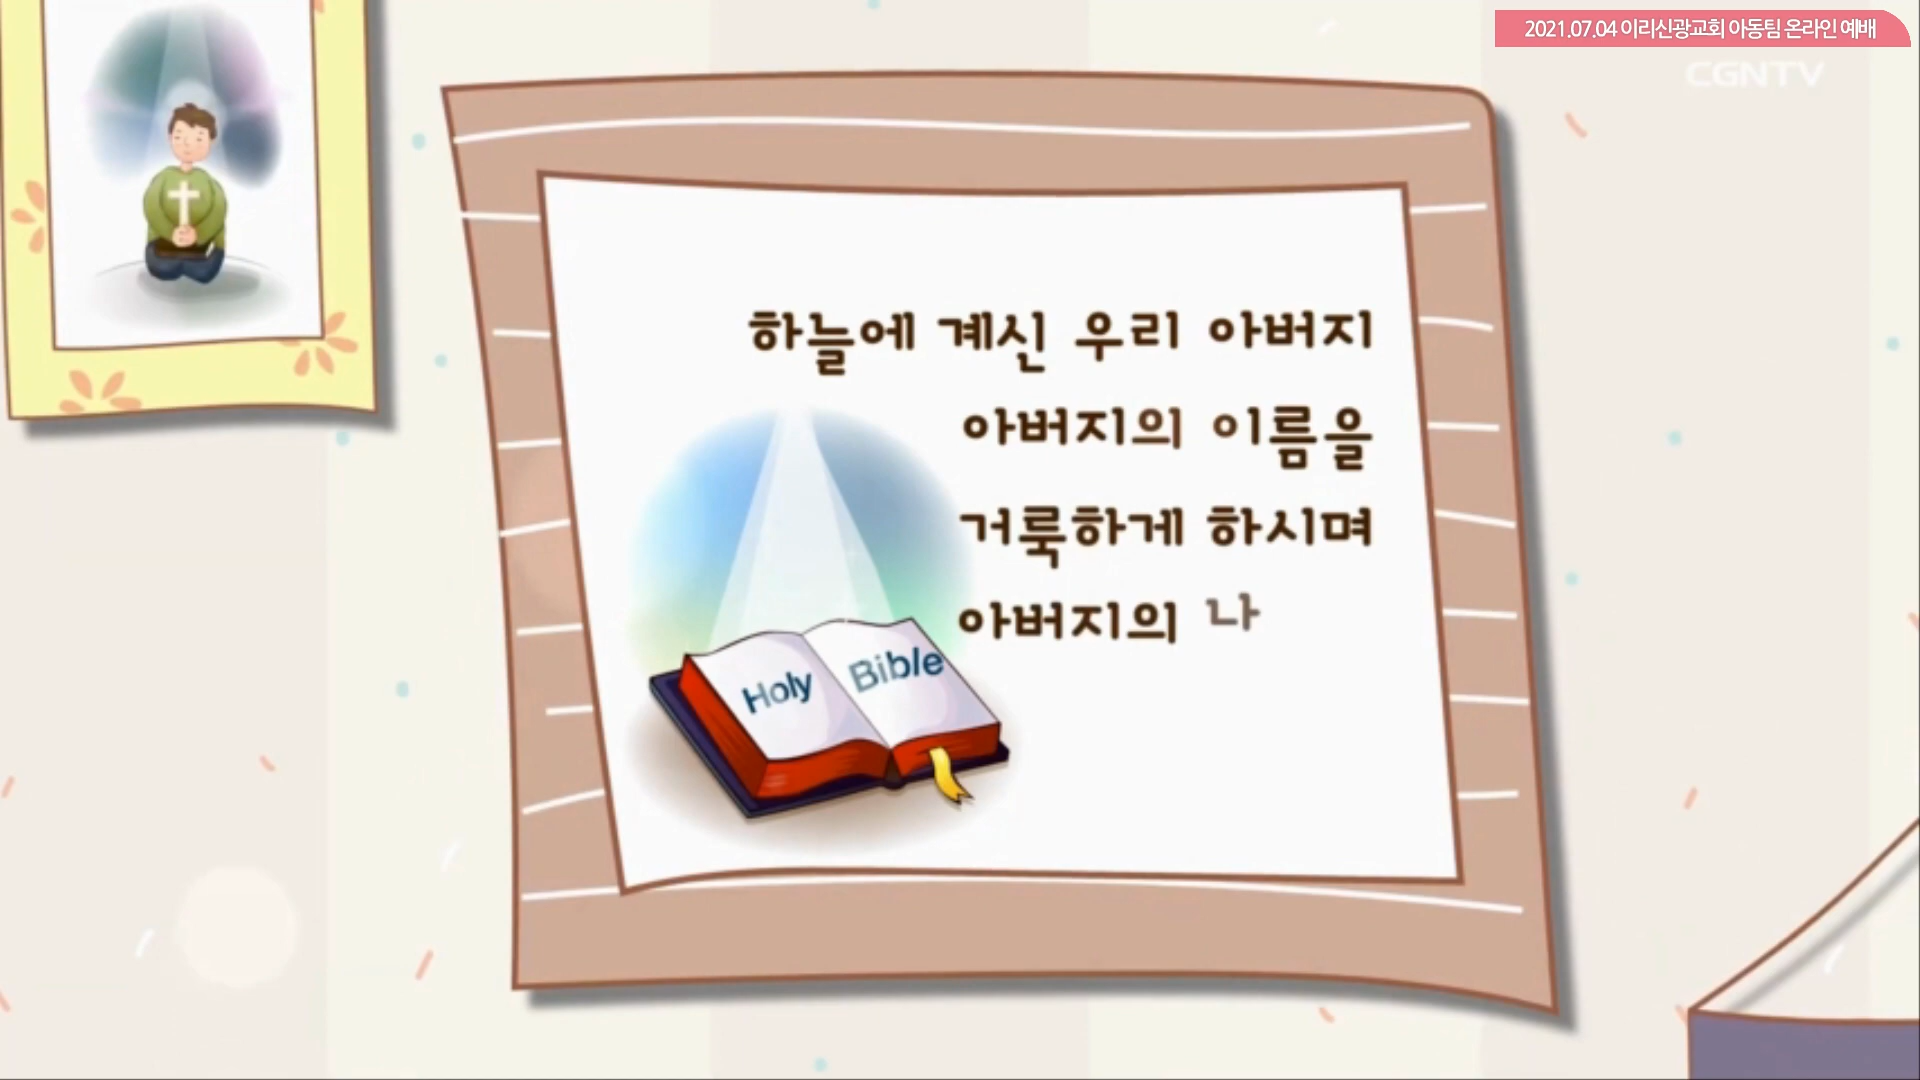 2021.07.04 이리신광교회 아동팀 온라인 예배
CGNTV
하늘에 계신 우리 아버지
아버지의 이름을
거룩하게 하시며
아버지의 나
Holy Bible